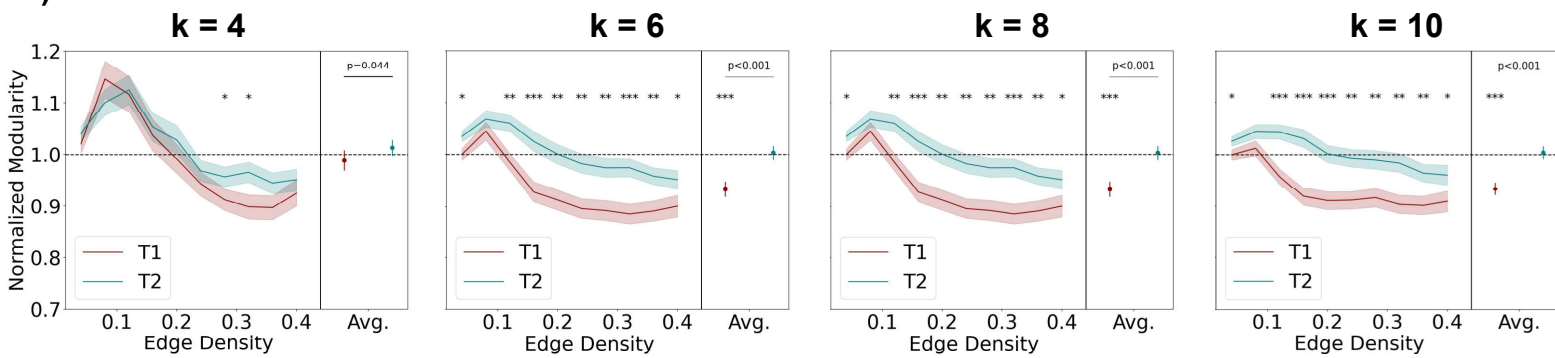 k = 4
k = 6
k = 8
k = 10
Normalized Modularity
1.2
1.1
1.0
0.9
0.8
0.7
* *
p=0.044
T1
T2
0.1 0.2 0.3 0.4 Avg.
Edge Density
p<0.001
* ** *** ** ** ** *** ** * ***
T1
T2
0.1 0.2 0.3 0.4 Avg.
Edge Density
p<0.001
* ** *** ** ** ** *** ** * ***
T1
T2
0.1 0.2 0.3 0.4 Avg.
Edge Density
p<0.001
* *** *** *** ** ** ** ** * ***
T1
T2
0.1 0.2 0.3 0.4 Avg.
Edge Density